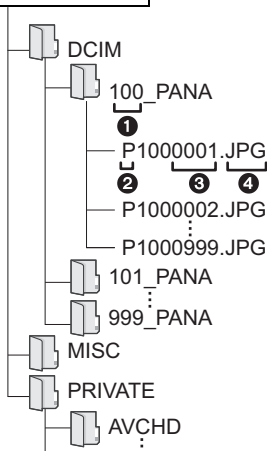 DCIM
100_PANA
❶
P1000001.JPG
❷ ❸ ❹
P1000002.JPG
P1000999.JPG
101_PANA
999_PANA
MISC
PRIVATE
AVCHD